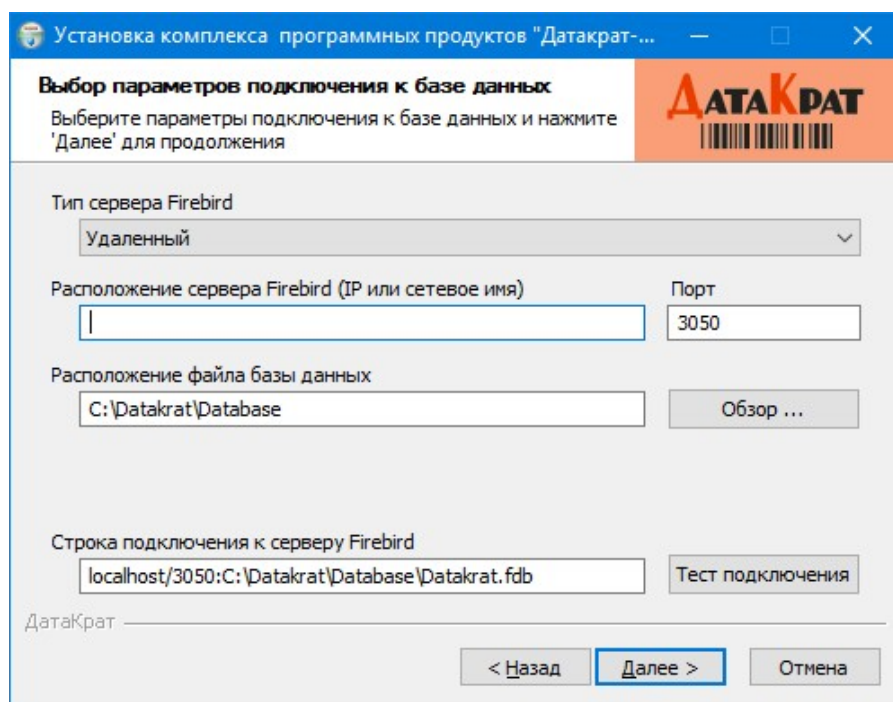 Установка комплекса программных продуктов "Датакрат-...
Выбор параметров подключения к базе данных
Выберите параметры подключения к базе данных и нажмите
'Далее' для продолжения
ДАТАКРАТ
Тип сервера Firebird
Удаленный
Расположение сервера Firebird (IP или сетевое имя)
Порт
3050
Расположение файла базы данных
C:\Datakrat\Database
Обзор ...
Строка подключения к серверу Firebird
localhost/3050:C:\Datakrat\Database\Datakrat.fdb
Тест подключения
ДатаКрат
< Назад
Далее >
Отмена